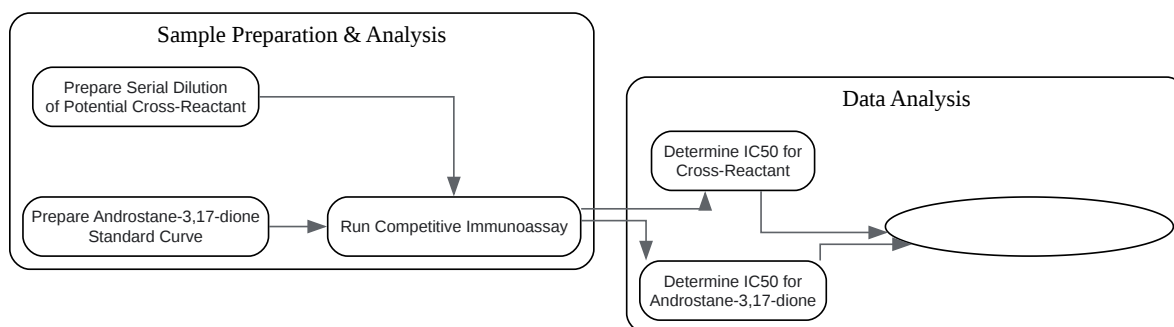 Sample Preparation & Analysis
Prepare Serial Dilution
of Potential Cross-Reactant
Prepare Androstane-3,17-dione
Standard Curve
Run Competitive Immunoassay
Data Analysis
Determine IC50 for
Cross-Reactant
Determine IC50 for
Androstane-3,17-dione